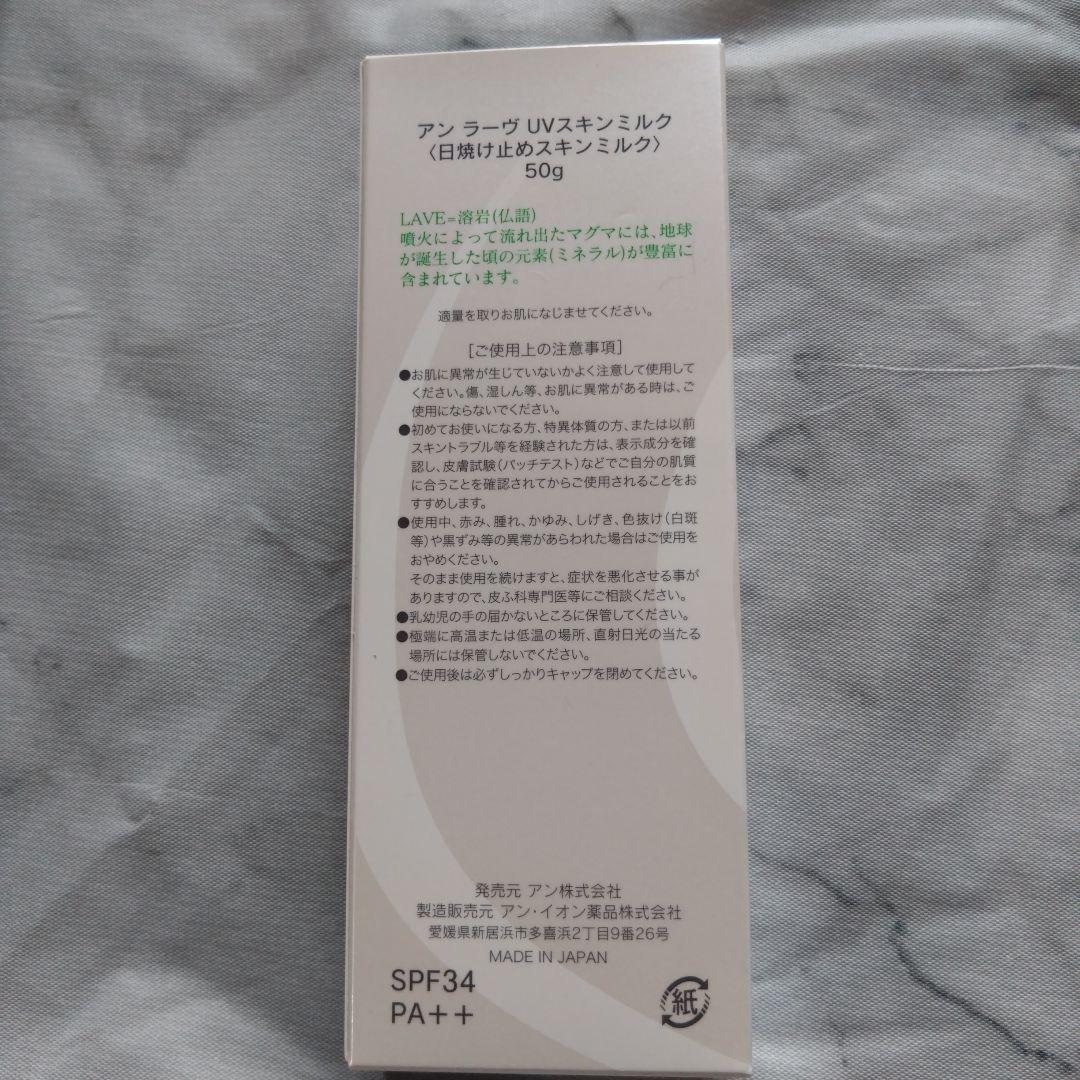 アン ラーヴ UVスキンミルク
〈日焼け止めスキンミルク〉
50g
LAVE=溶岩(仏語)
噴火によって流れ出たマグマには、地球
が誕生した頃の元素(ミネラル)が豊富に
含まれています。
適量を取りお肌になじませてください。
[ご使用上の注意事項]
●お肌に異常が生じていないかよく注意して使用して
ください。傷、湿しん等、お肌に異常がある時は、ご
使用にならないでください。
●初めてお使いになる方、特異体質の方、または以前
スキントラブル等を経験された方は、表示成分を確
認し、皮膚試験(パッチテスト)などでご自分の肌質
に合うことを確認されてからご使用されることをお
すすめします。
●使用中、赤み、腫れ、かゆみ、しげき、色抜け(白斑
等)や黒ずみ等の異常があらわれた場合はご使用を
おやめください。
そのまま使用を続けますと、症状を悪化させる事が
ありますので、皮ふ科専門医等にご相談ください。
●乳幼児の手の届かないところに保管してください。
●極端に高温または低温の場所、直射日光の当たる
場所には保管しないでください。
●ご使用後は必ずしっかりキャップを閉めてください。
発売元 アン株式会社
製造販売元 アン・イオン薬品株式会社
愛媛県新居浜市多喜浜2丁目9番26号
MADE IN JAPAN
SPF34
PA++
紙